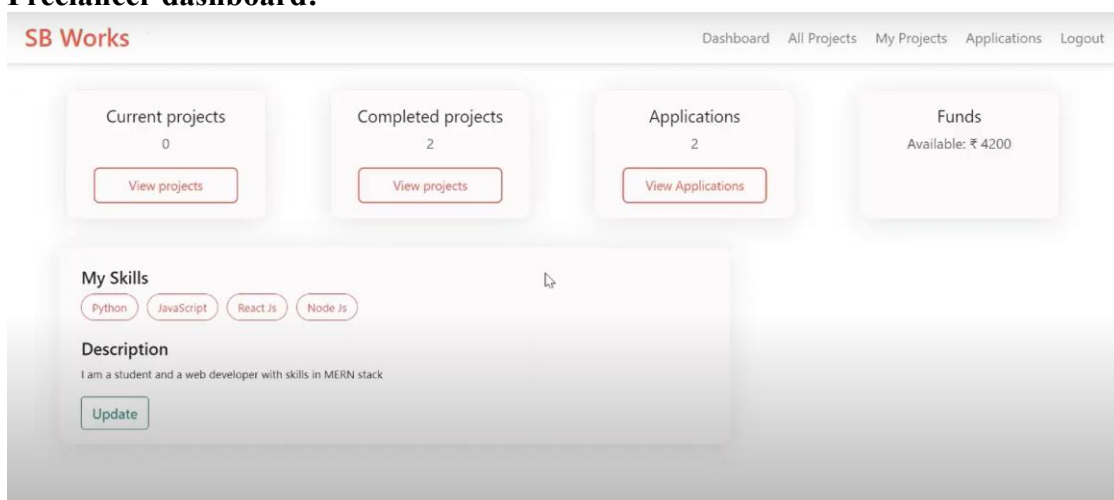 Freelancer dashboard:
SB Works
Dashboard All Projects My Projects Applications Logout
Current projects
0
View projects
Completed projects
2
View projects
Applications
2
View Applications
Funds
Available: ₹ 4200
My Skills
Python JavaScript React Js Node Js
Description
I am a student and a web developer with skills in MERN stack
Update